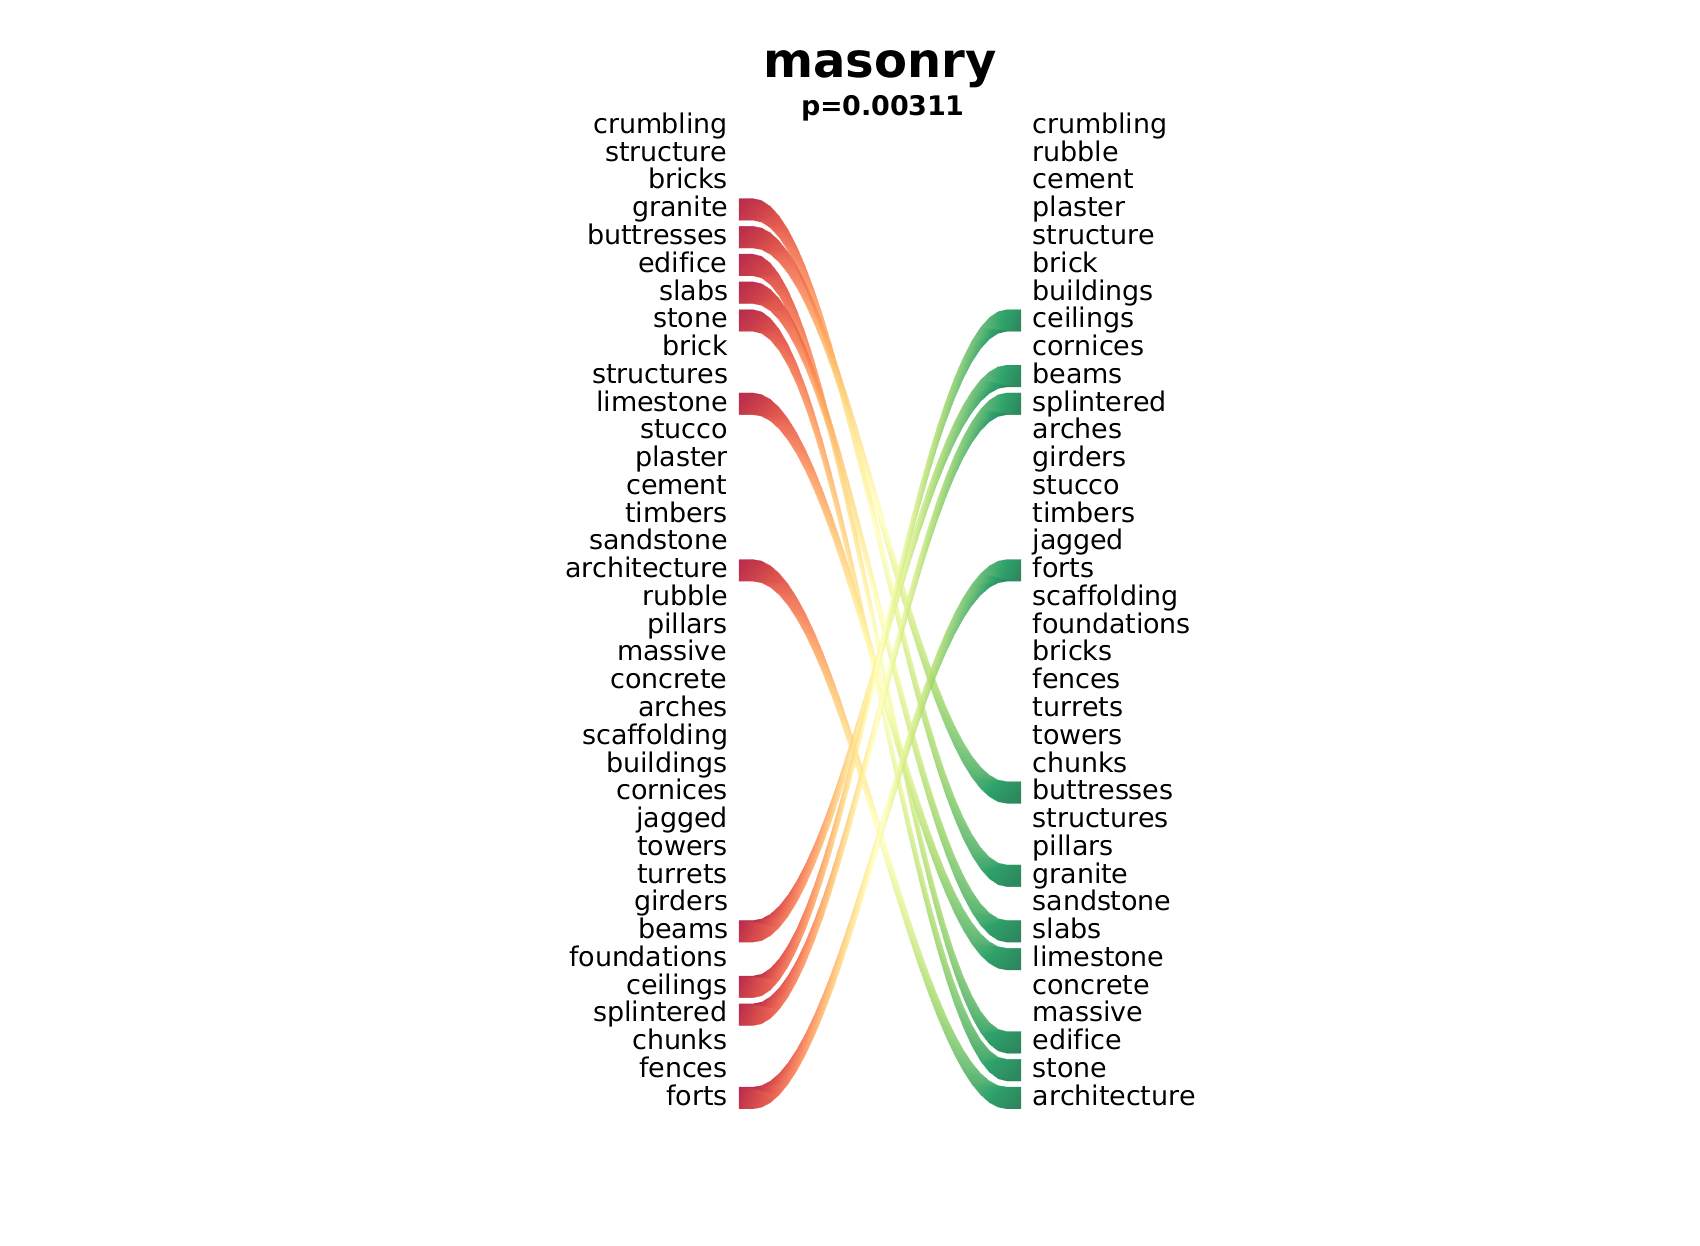 masonry
p=0.00311
crumbling
structure
bricks
granite
buttresses
edifice
slabs
stone
brick
structures
limestone
stucco
plaster
cement
timbers
sandstone
architecture
rubble
pillars
massive
concrete
arches
scaffolding
buildings
cornices
jagged
towers
turrets
girders
beams
foundations
ceilings
splintered
chunks
fences
forts
crumbling
rubble
cement
plaster
structure
brick
buildings
ceilings
cornices
beams
splintered
arches
girders
stucco
timbers
jagged
forts
scaffolding
foundations
bricks
fences
turrets
towers
chunks
buttresses
structures
pillars
granite
sandstone
slabs
limestone
concrete
massive
edifice
stone
architecture